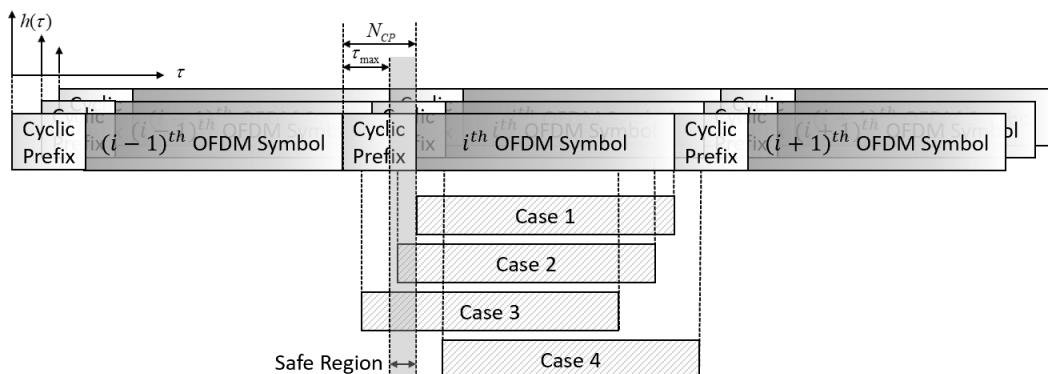 h(τ)
N_CP
τ_max
τ
Cyclic
Prefix
(i − 1)^th OFDM Symbol
Cyclic
Prefix
i^th OFDM Symbol
Cyclic
Prefix
(i + 1)^th OFDM Symbol
Case 1
Case 2
Case 3
Case 4
Safe Region